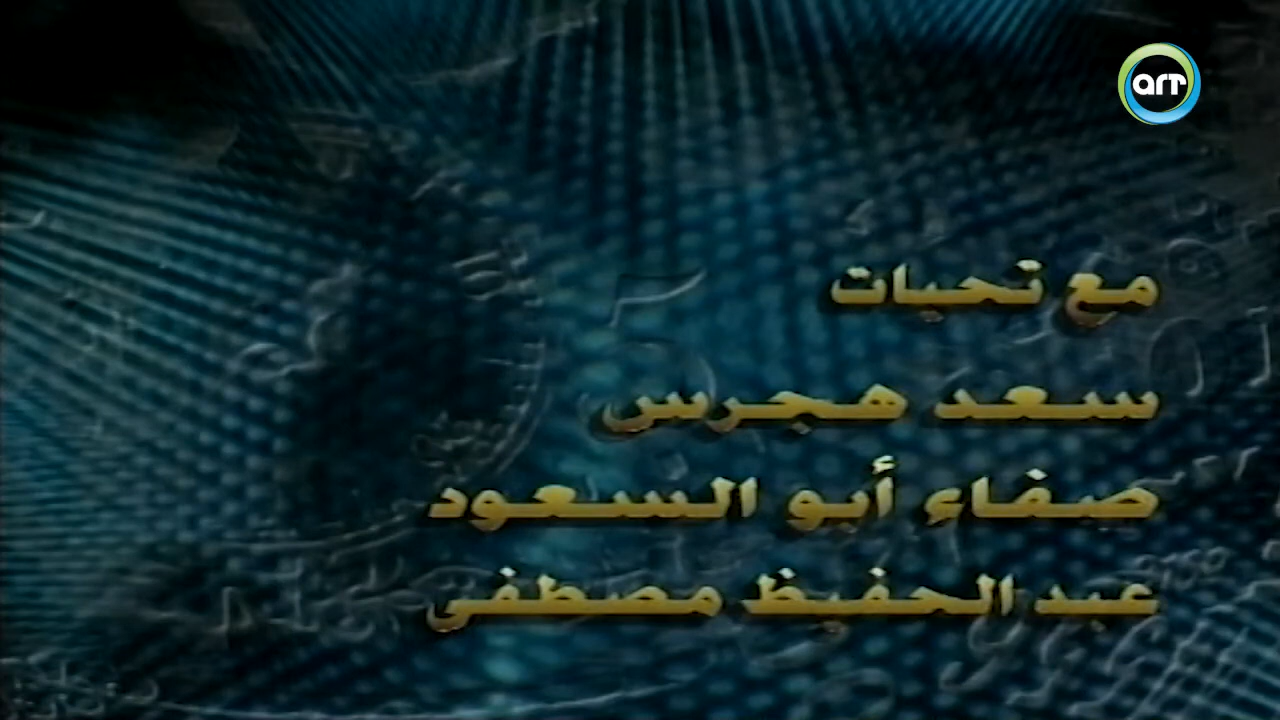 art
مع تحيات
سعد هجرس
صفاء أبو السعود
عبد الحفيظ مصطفى